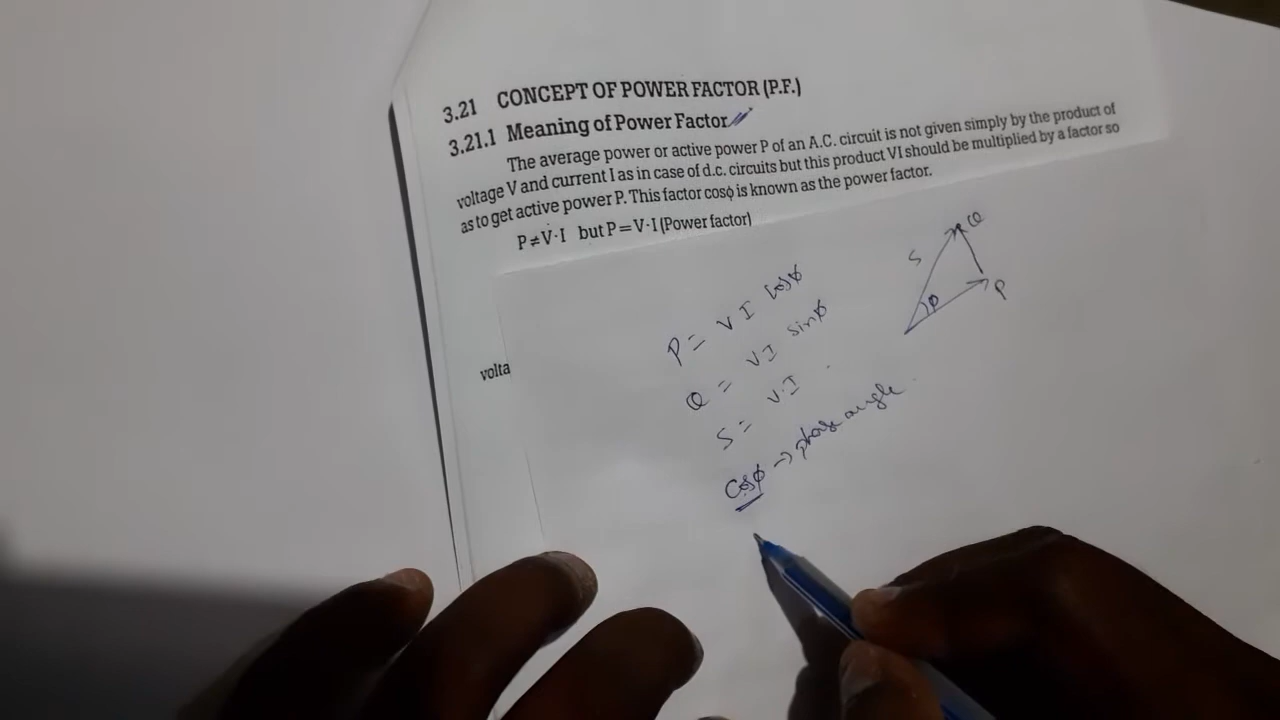 3.21 CONCEPT OF POWER FACTOR (P.F.)
3.21.1 Meaning of Power Factor
The average power or active power P of an A.C. circuit is not given simply by the product of
voltage V and current I as in case of d.c. circuits but this product VI should be multiplied by a factor so
as to get active power P. This factor cosϕ is known as the power factor.
P≠V·I but P=V·I (Power factor)
S Q
ϕ P
P = VI cosϕ
Q = VI sinϕ
S = V.I
volta
cosϕ → phase angle.